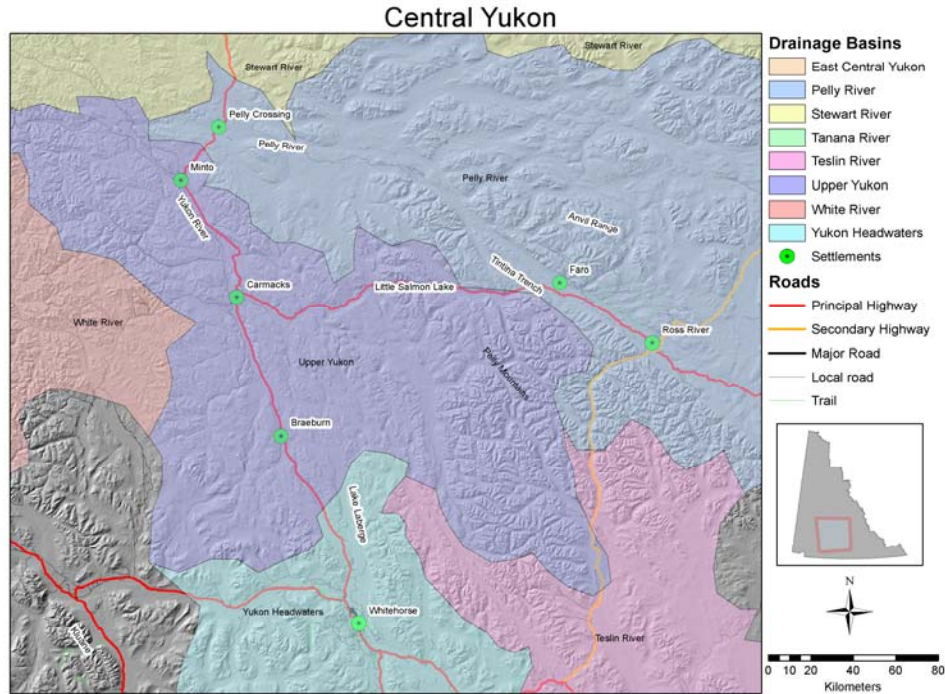 Central Yukon
Stewart River
Stewart River
Pelly Crossing
Pelly River
Minto
Pelly River
Yukon River
Anvil Range
Tintina Trench
Faro
Carmacks
Little Salmon Lake
White River
Ross River
Upper Yukon
Pelly Mountains
Braeburn
Lake Laberge
Yukon Headwaters
Whitehorse
Teslin River
Kluane
Drainage Basins
East Central Yukon
Pelly River
Stewart River
Tanana River
Teslin River
Upper Yukon
White River
Yukon Headwaters
Settlements
Roads
Principal Highway
Secondary Highway
Major Road
Local road
Trail
N
0 10 20 40 60 80
Kilometers